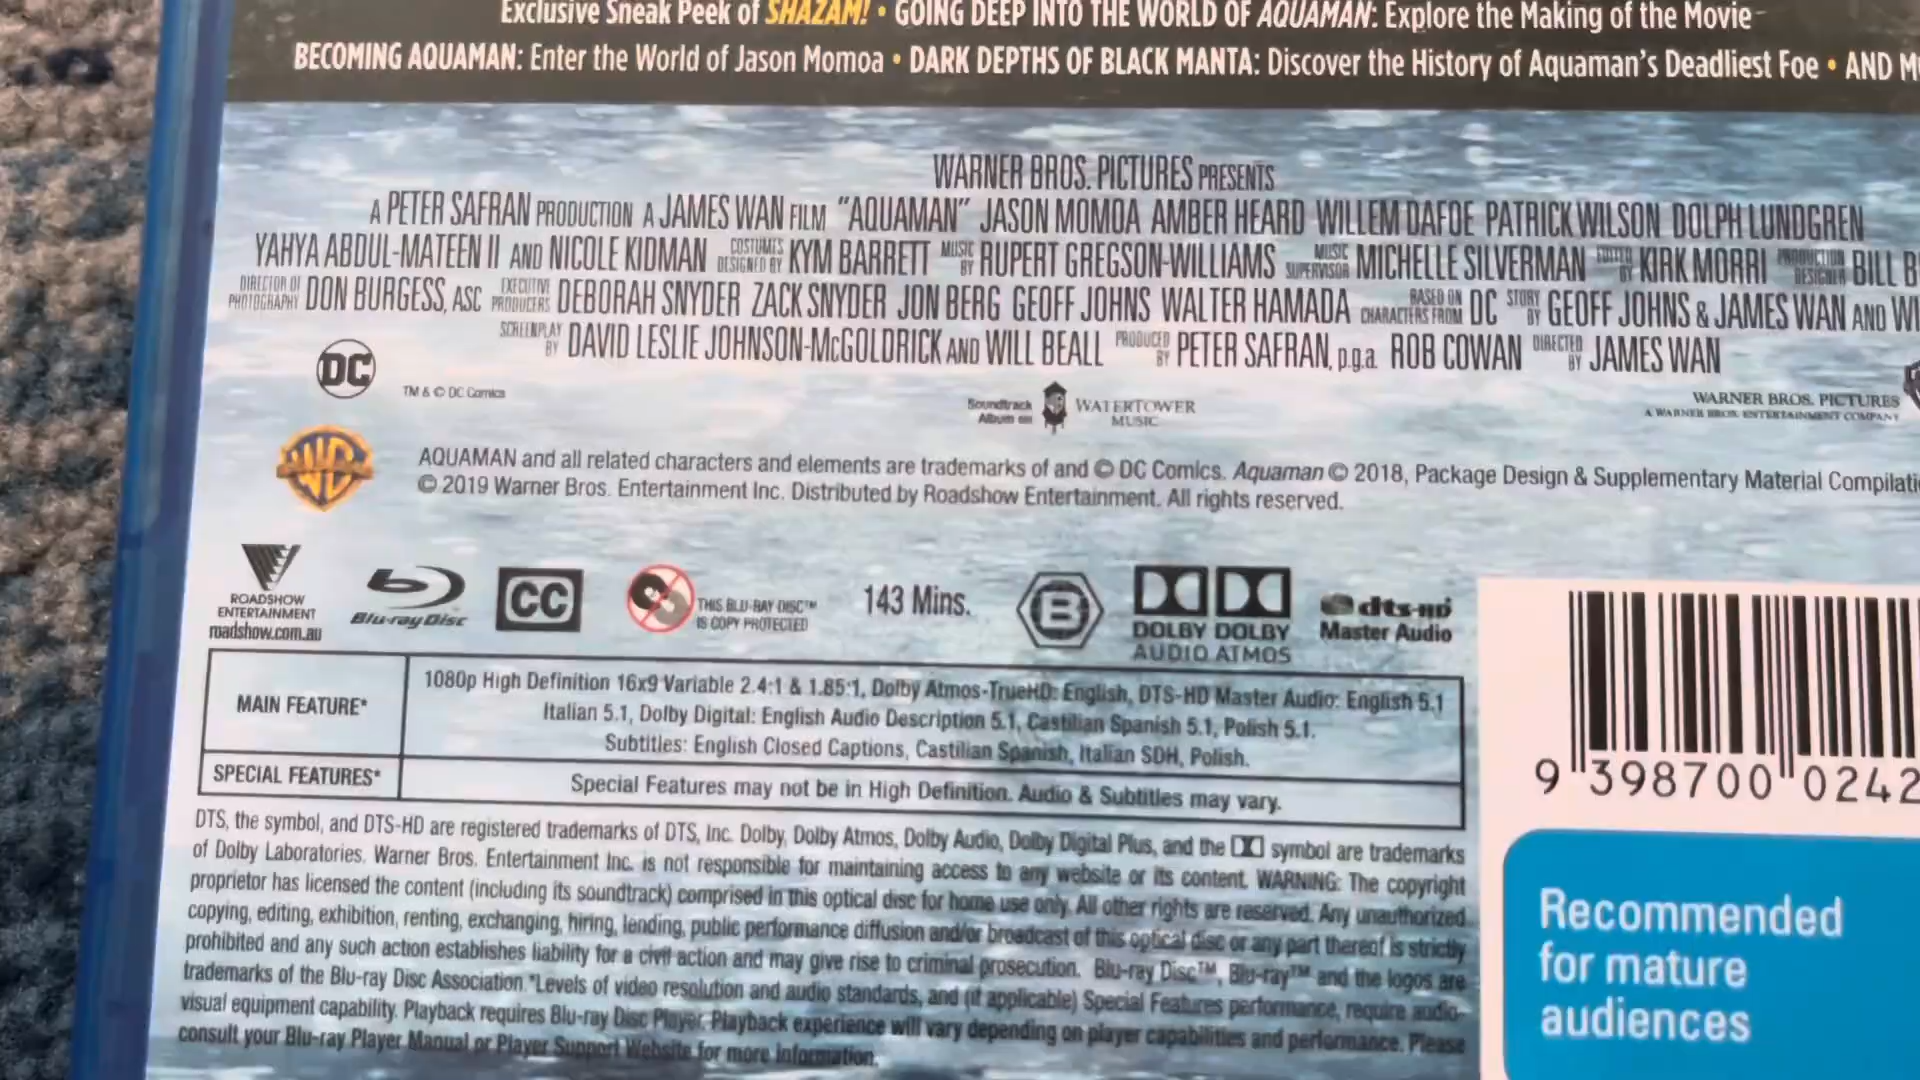 Exclusive Sneak Peek of SHAZAM! • GOING DEEP INTO THE WORLD OF AQUAMAN: Explore the Making of the Movie
BECOMING AQUAMAN: Enter the World of Jason Momoa • DARK DEPTHS OF BLACK MANTA: Discover the History of Aquaman's Deadliest Foe • AND
WARNER BROS. PICTURES PRESENTS
A PETER SAFRAN PRODUCTION A JAMES WAN FILM "AQUAMAN" JASON MOMOA AMBER HEARD WILLEM DAFOE PATRICK WILSON DOLPH LUNDGREN
YAHYA ABDUL-MATEEN II AND NICOLE KIDMAN COSTUMES DESIGNED BY KYM BARRETT MUSIC BY RUPERT GREGSON-WILLIAMS MUSIC SUPERVISOR MICHELLE SILVERMAN EDITED BY KIRK MORRI PRODUCTION DESIGNER BILL
DIRECTOR OF PHOTOGRAPHY DON BURGESS, ASC EXECUTIVE PRODUCERS DEBORAH SNYDER ZACK SNYDER JON BERG GEOFF JOHNS WALTER HAMADA BASED ON CHARACTERS FROM DC STORY BY GEOFF JOHNS & JAMES WAN AND
SCREENPLAY BY DAVID LESLIE JOHNSON-McGOLDRICK AND WILL BEALL PRODUCED BY PETER SAFRAN, p.g.a. ROB COWAN DIRECTED BY JAMES WAN
DC
TM & © DC Comics
Soundtrack Album on WATERTOWER MUSIC
WARNER BROS. PICTURES
A WARNER BROS. ENTERTAINMENT COMPANY
WB
AQUAMAN and all related characters and elements are trademarks of and © DC Comics. Aquaman © 2018, Package Design & Supplementary Material
© 2019 Warner Bros. Entertainment Inc. Distributed by Roadshow Entertainment. All rights reserved.
ROADSHOW
ENTERTAINMENT
roadshow.com.au
Blu-ray Disc
CC
THIS BLU-RAY DISC™
IS COPY PROTECTED
143 Mins.
B
DOLBY AUDIO
DOLBY ATMOS
dts-HD
Master Audio
MAIN FEATURE*
1080p High Definition 16x9 Variable 2.4:1 & 1.85:1, Dolby Atmos-TrueHD: English, DTS-HD Master Audio: English 5.1
Italian 5.1, Dolby Digital: English Audio Description 5.1, Castilian Spanish 5.1, Polish 5.1.
Subtitles: English Closed Captions, Castilian Spanish, Italian SDH, Polish.
SPECIAL FEATURES*
Special Features may not be in High Definition. Audio & Subtitles may vary.
DTS, the symbol, and DTS-HD are registered trademarks of DTS, Inc. Dolby, Dolby Atmos, Dolby Audio, Dolby Digital Plus, and the symbol are trademarks
of Dolby Laboratories. Warner Bros. Entertainment Inc. is not responsible for maintaining access to any website or its content. WARNING: The copyright
proprietor has licensed the content (including its soundtrack) comprised in this optical disc for home use only. All other rights are reserved. Any unauthorized
copying, editing, exhibition, renting, exchanging, hiring, lending, public performance diffusion and/or broadcast of this optical disc or any part thereof is strictly
prohibited and any such action establishes liability for a civil action and may give rise to criminal prosecution. Blu-ray Disc™, Blu-ray™ and the logos are
trademarks of the Blu-ray Disc Association. *Levels of video resolution and audio standards, and (if applicable) Special Features performance, require audio-
visual equipment capability. Playback requires Blu-ray Disc Player. Playback experience will vary depending on player capabilities and performance. Please
consult your Blu-ray Player Manual or Player Support Website for more information.
9 398700 0242
Recommended
for mature
audiences